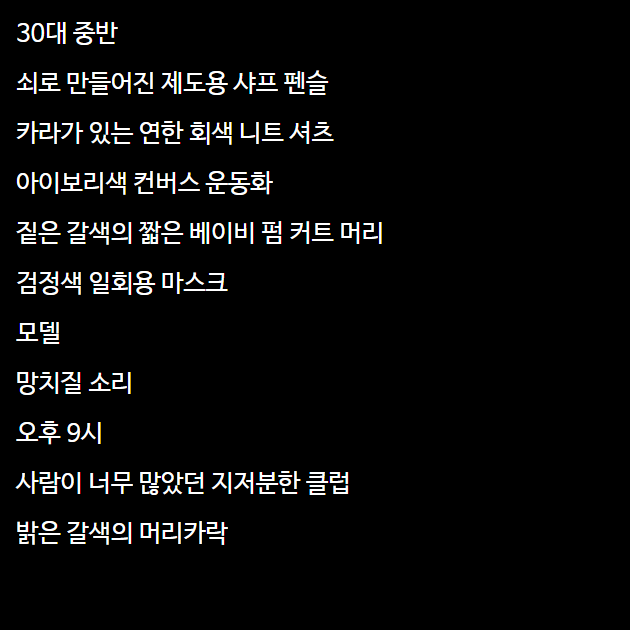 30대 중반
쇠로 만들어진 제도용 샤프 펜슬
카라가 있는 연한 회색 니트 셔츠
아이보리색 컨버스 운동화
짙은 갈색의 짧은 베이비 펌 커트 머리
검정색 일회용 마스크
모델
망치질 소리
오후 9시
사람이 너무 많았던 지저분한 클럽
밝은 갈색의 머리카락